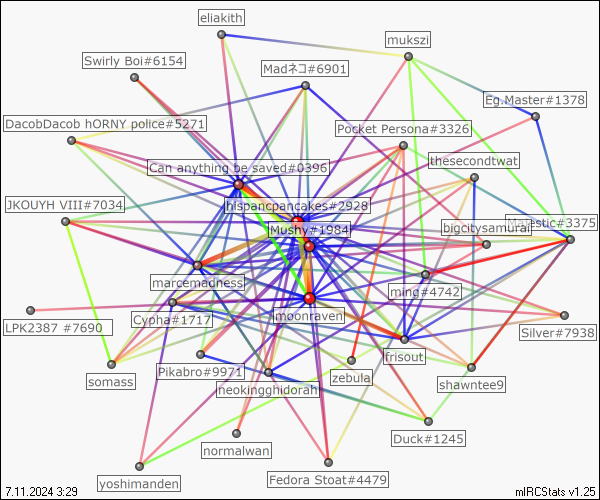 eliakith
mukszi
Swirly Boi#6154
Madネコ#6901
Eg.Master#1378
DacobDacob hORNY police#5271
Pocket Persona#3326
thesecondtwat
Can anything be saved#0396
JKOUYH VIII#7034
hispancpancakes#2928
Majestic#3375
bigcitysamurai
Mushy#1984
marcemadness
ming#4742
Cypha#1717
moonraven
LPK2387 #7690
Silver#7938
frisout
Pikabro#9971
zebula
somass
neokingghidorah
shawntee9
Duck#1245
normalwan
yoshimanden
Fedora Stoat#4479
7.11.2024 3:29
mIRCStats v1.25